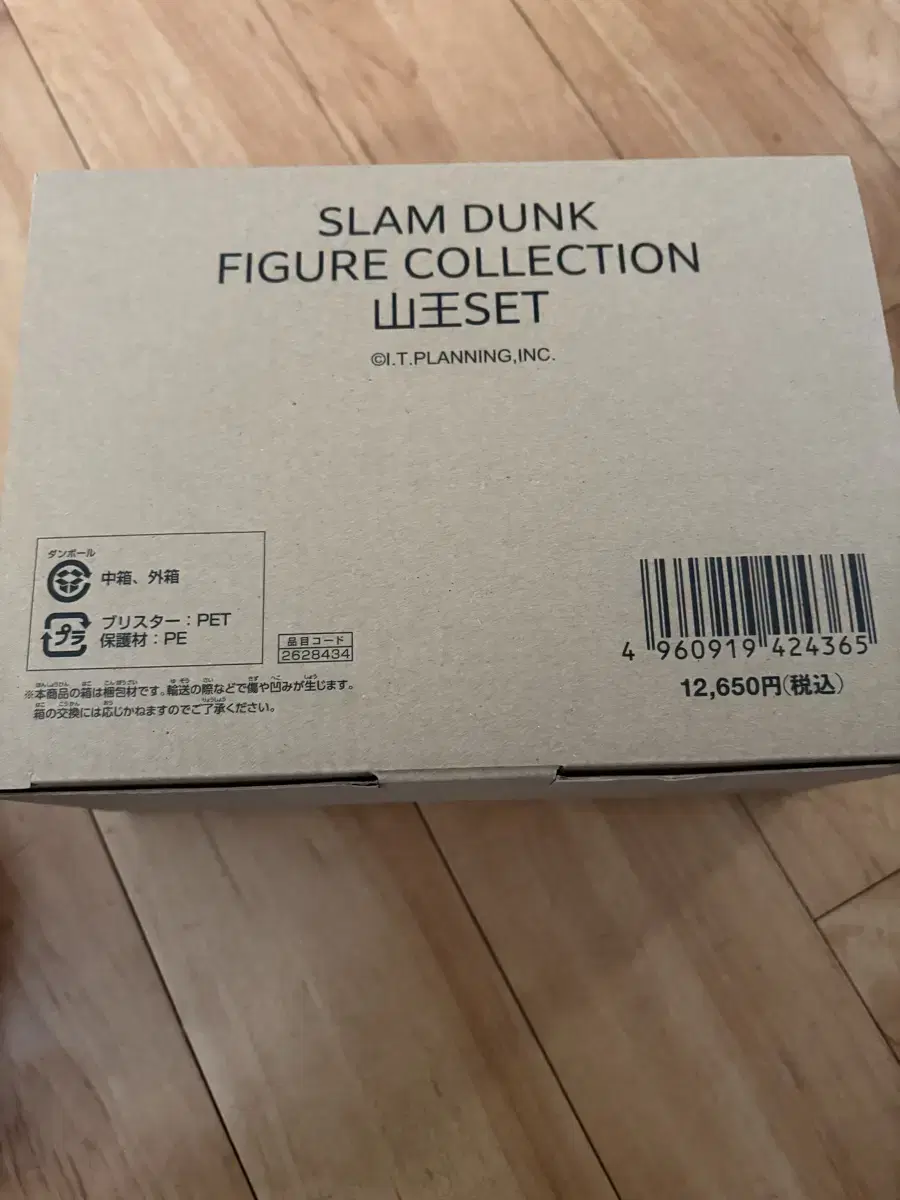 SLAM DUNK
FIGURE COLLECTION
山王SET
©I.T.PLANNING,INC.
ダンボール
中箱、外箱
プラ
ブリスター：PET
保護材：PE
品目コード
2628434
※本商品の箱は梱包材です。輸送の際などで傷や凹みが生じます。
箱の交換には応じかねますのでご了承ください。
4 960919 424365
12,650円(税込)